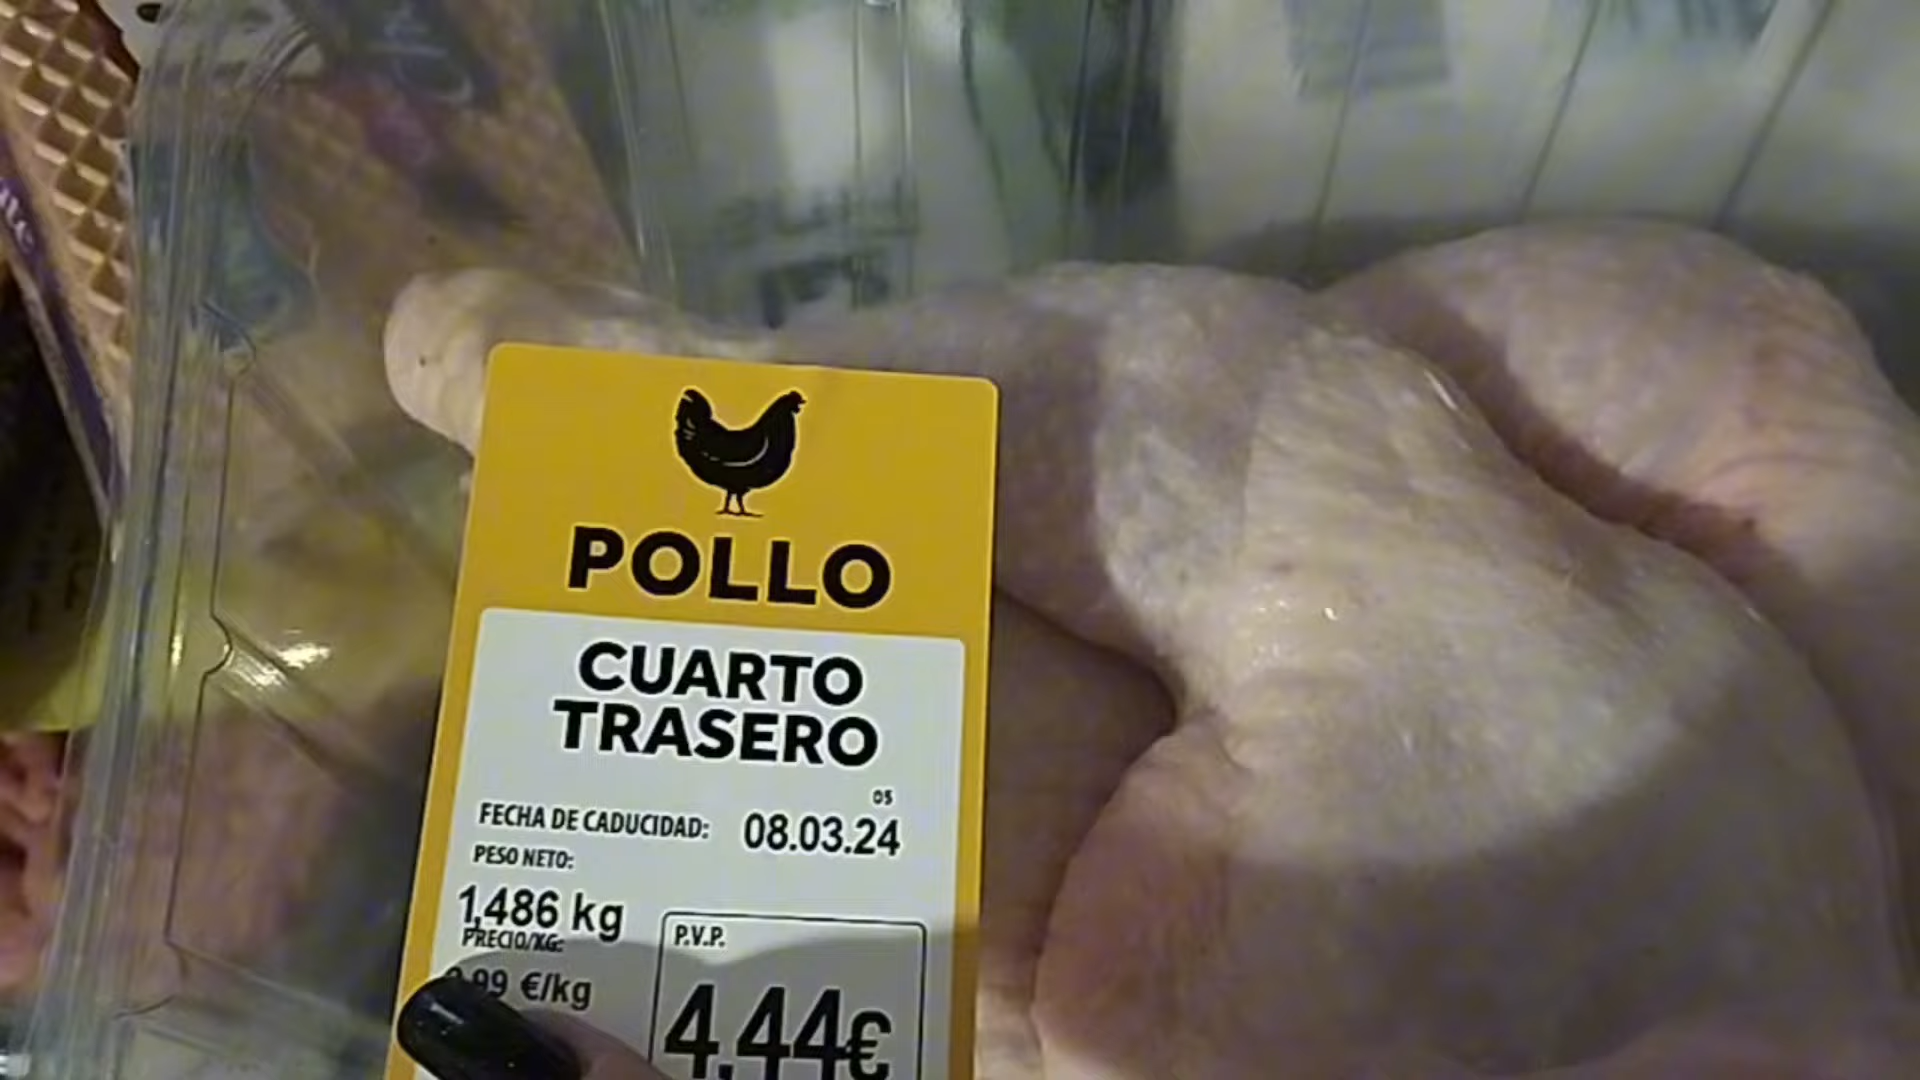 POLLO
CUARTO
TRASERO
05
FECHA DE CADUCIDAD: 08.03.24
PESO NETO:
1,486 kg
PRECIO/KG:
P.V.P.
€/kg
4,44€